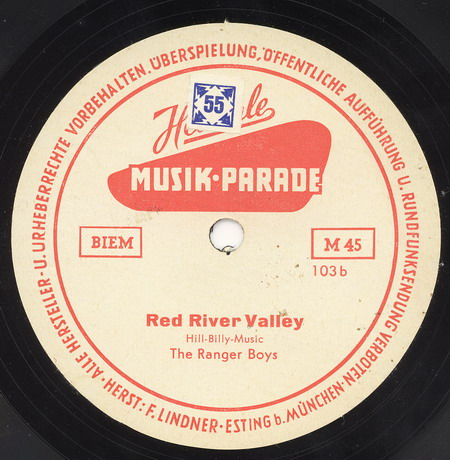 ALLE HERSTELLER- U. URHEBERRECHTE VORBEHALTEN. ÜBERSPIELUNG, ÖFFENTLICHE AUFFÜHRUNG U. RUNDFUNKSENDUNG VERBOTEN·
55
MUSIK·PARADE
BIEM
M 45
103b
Red River Valley
Hill-Billy-Music
The Ranger Boys
HERST: F. LINDNER·ESTING b. MÜNCHEN·